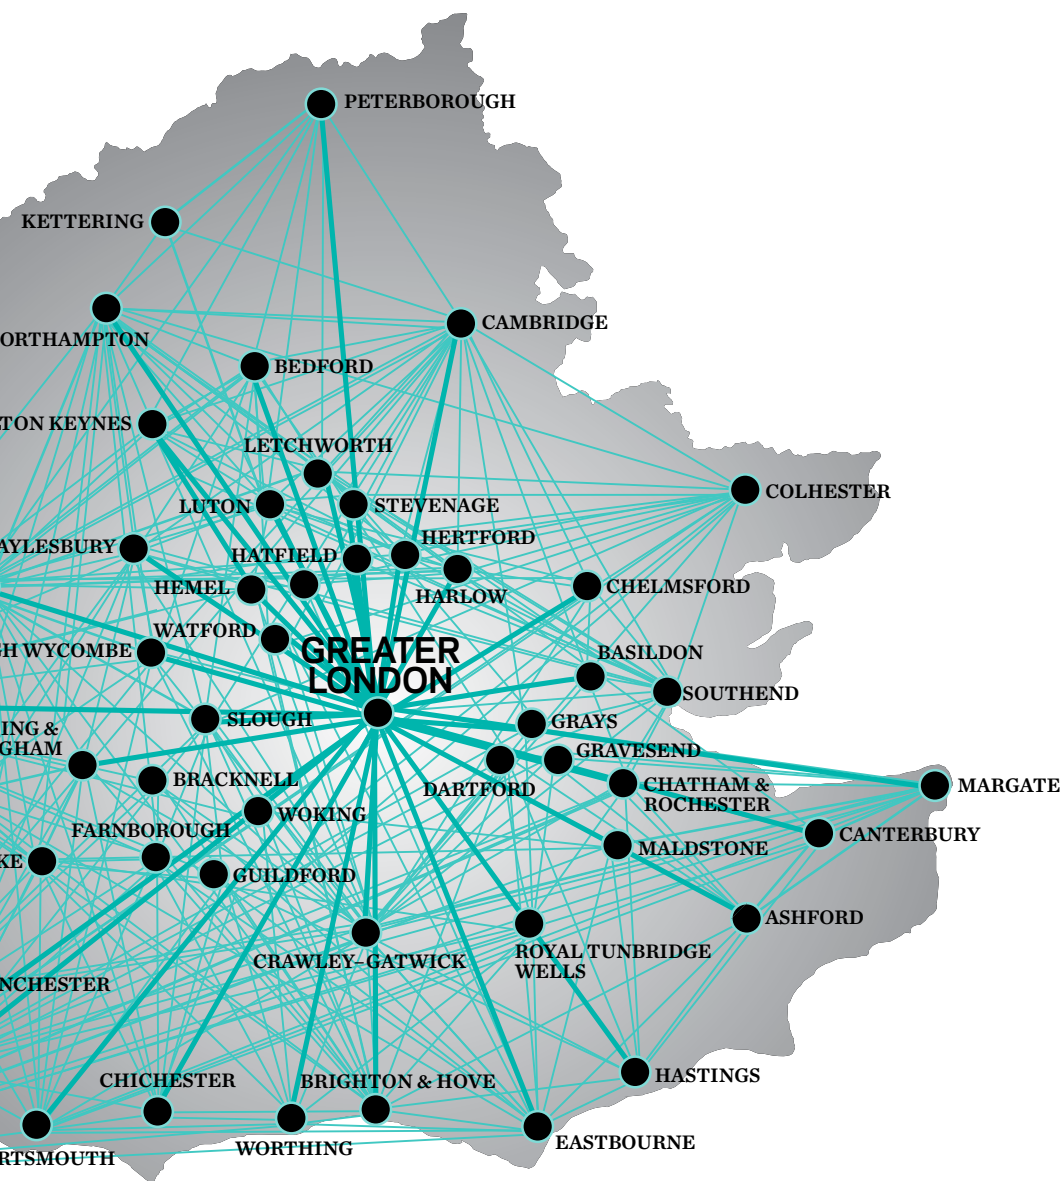 PETERBOROUGH
KETTERING
CAMBRIDGE
ORTHAMPTON
BEDFORD
TON KEYNES
LETCHWORTH
COLHESTER
LUTON
STEVENAGE
HERTFORD
AYLESBURY
HATFIELD
HEMEL
CHELMSFORD
HARLOW
WATFORD
GREATER
LONDON
GH WYCOMBE
BASILDON
SOUTHEND
SLOUGH
GRAYS
ING &
GHAM
GRAVESEND
BRACKNELL
DARTFORD
CHATHAM &
ROCHESTER
MARGATE
WOKING
FARNBOROUGH
CANTERBURY
KE
MALDSTONE
GUILDFORD
ASHFORD
CRAWLEY–GATWICK
ROYAL TUNBRIDGE
WELLS
NCHESTER
CHICHESTER
BRIGHTON & HOVE
HASTINGS
WORTHING
EASTBOURNE
RTSMOUTH